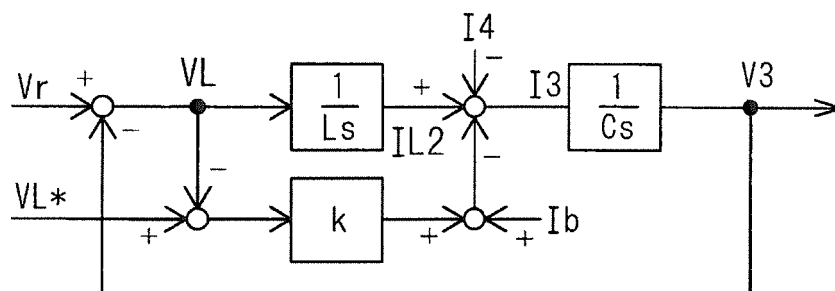 I4
Vr + VL 1 + − I3 1 V3
− Ls IL2 Cs
− −
VL* + k + + Ib